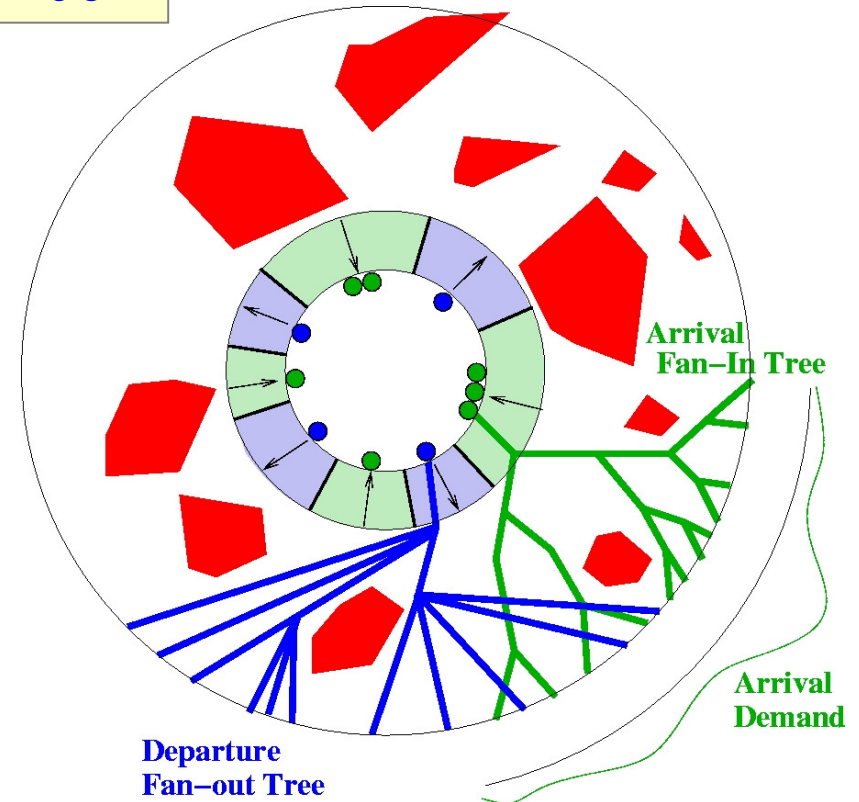 Arrival
Fan−In Tree
Arrival
Demand
Departure
Fan−out Tree